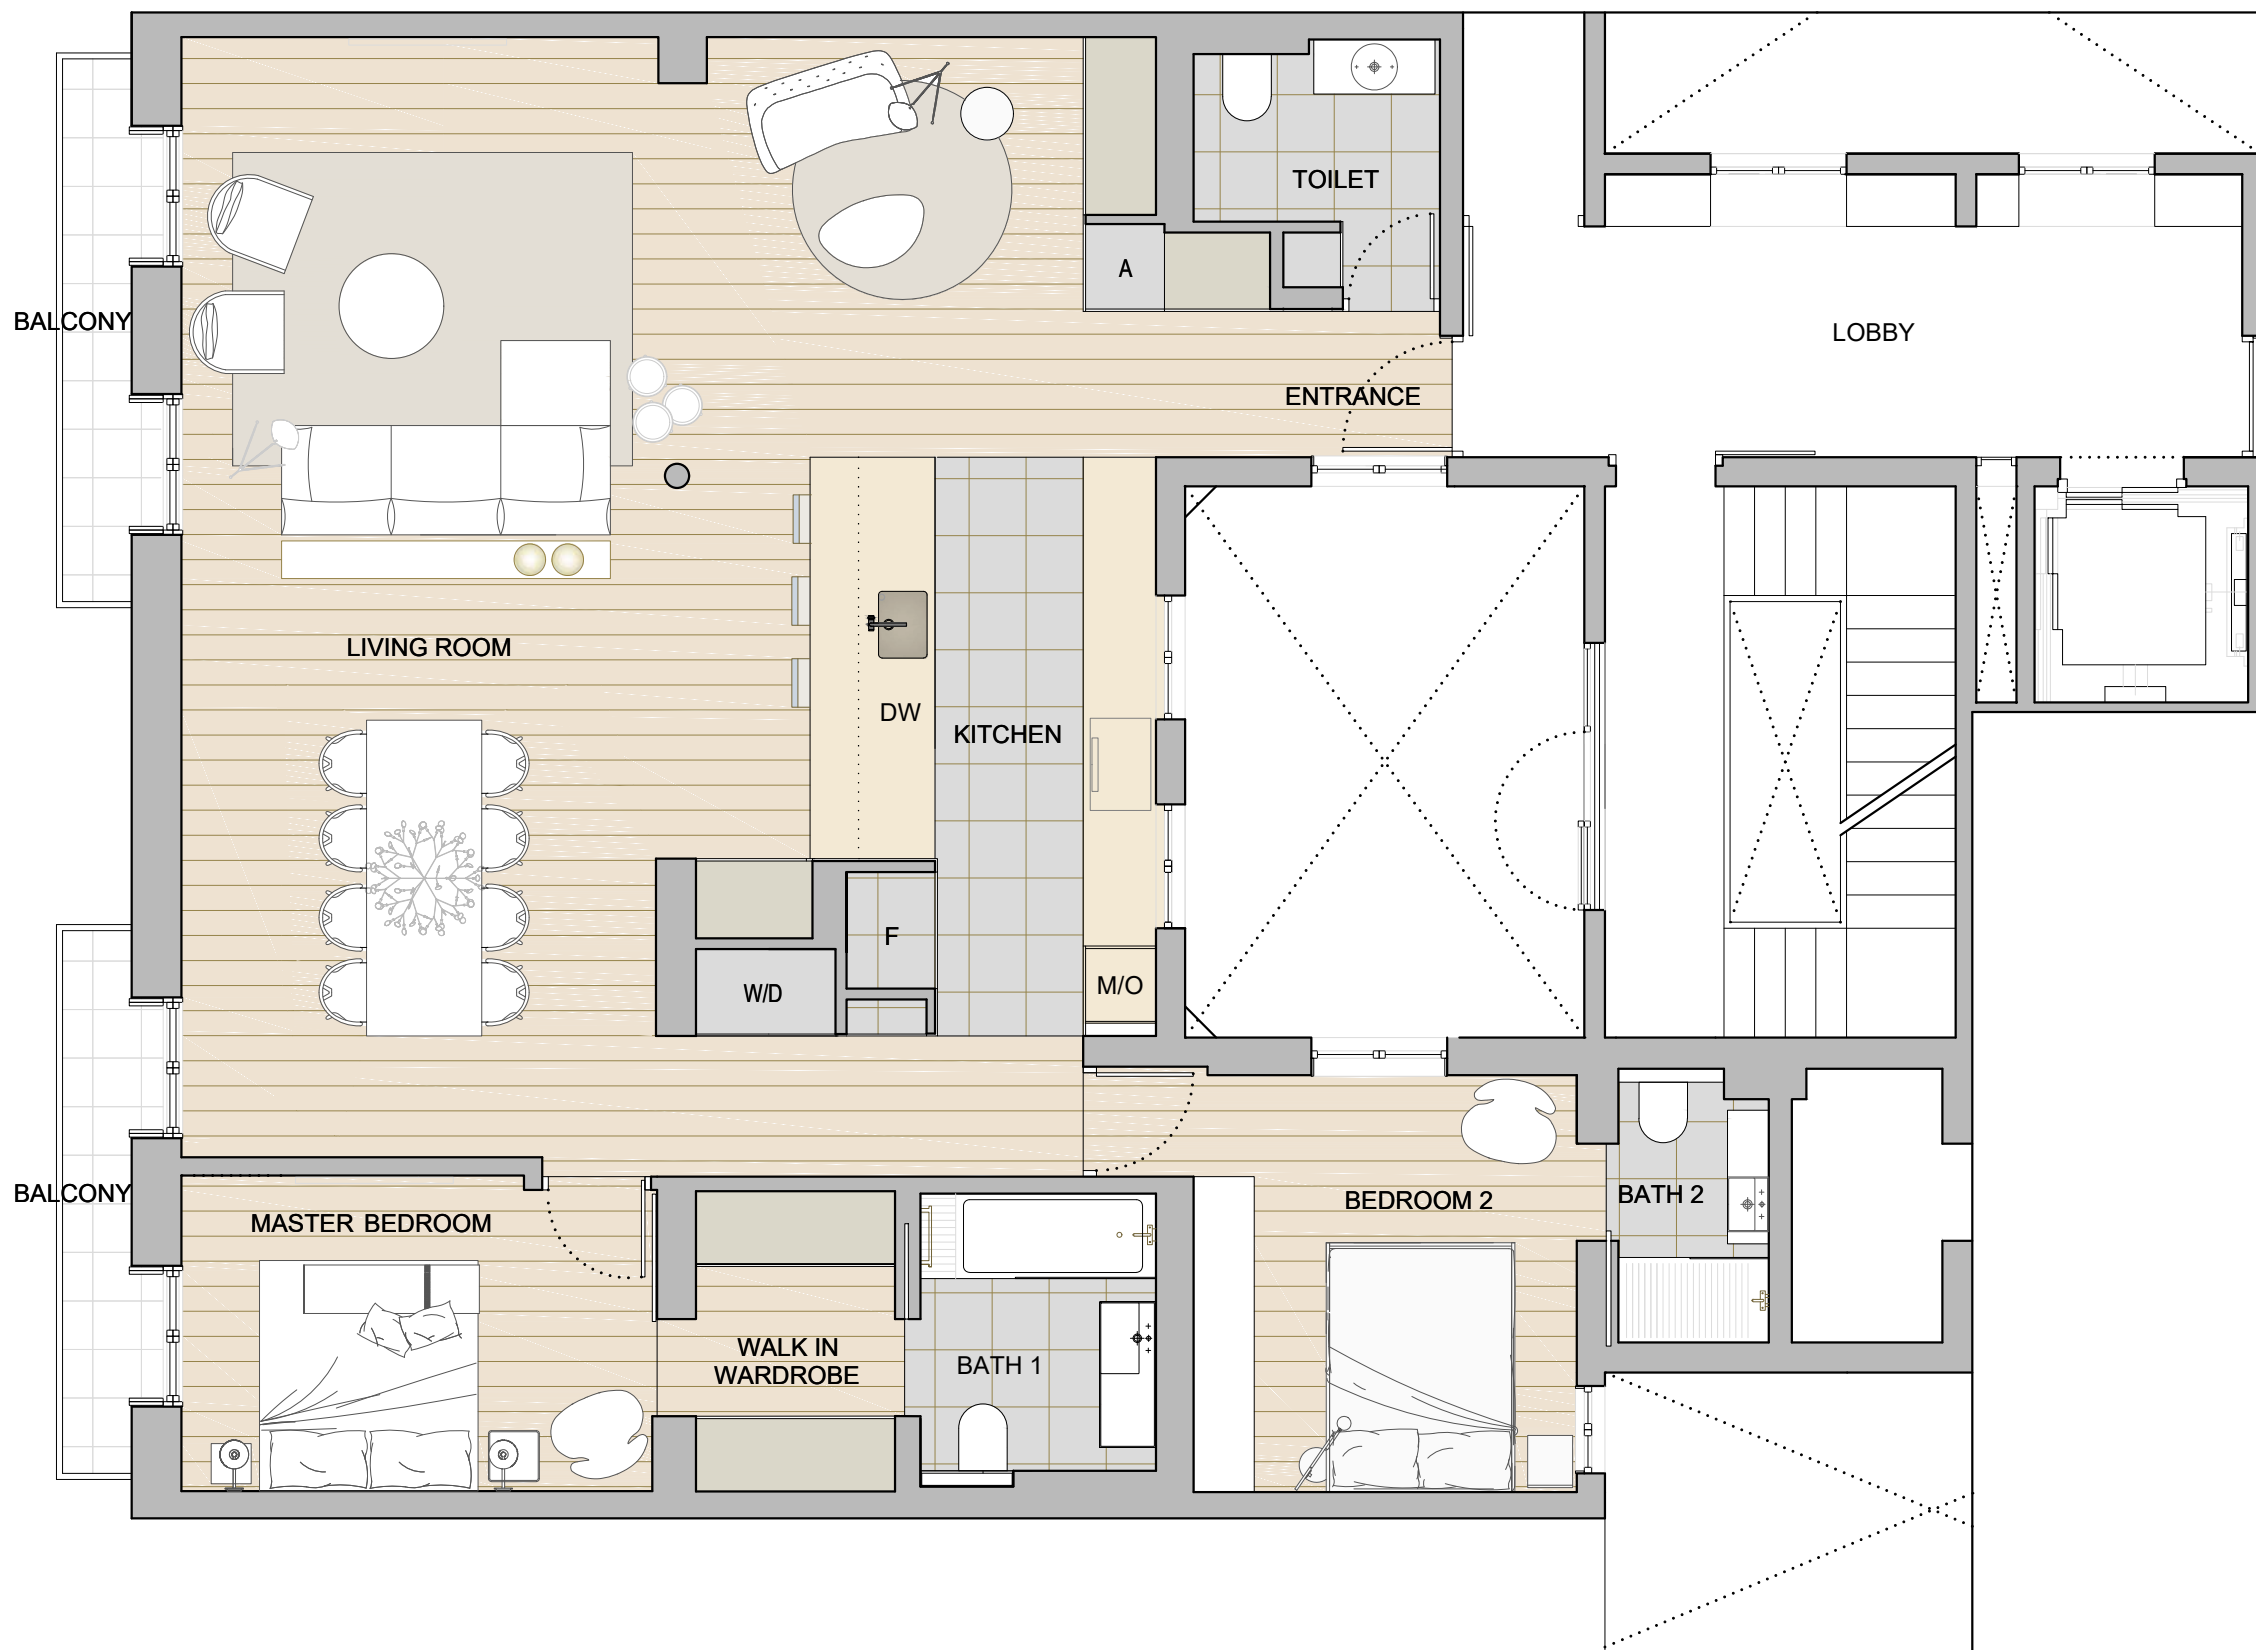 TOILET
A
BALCONY
LOBBY
ENTRANCE
LIVING ROOM
DW
KITCHEN
F
W/D
M/O
BALCONY
MASTER BEDROOM
BEDROOM 2
BATH 2
WALK IN
WARDROBE
BATH 1